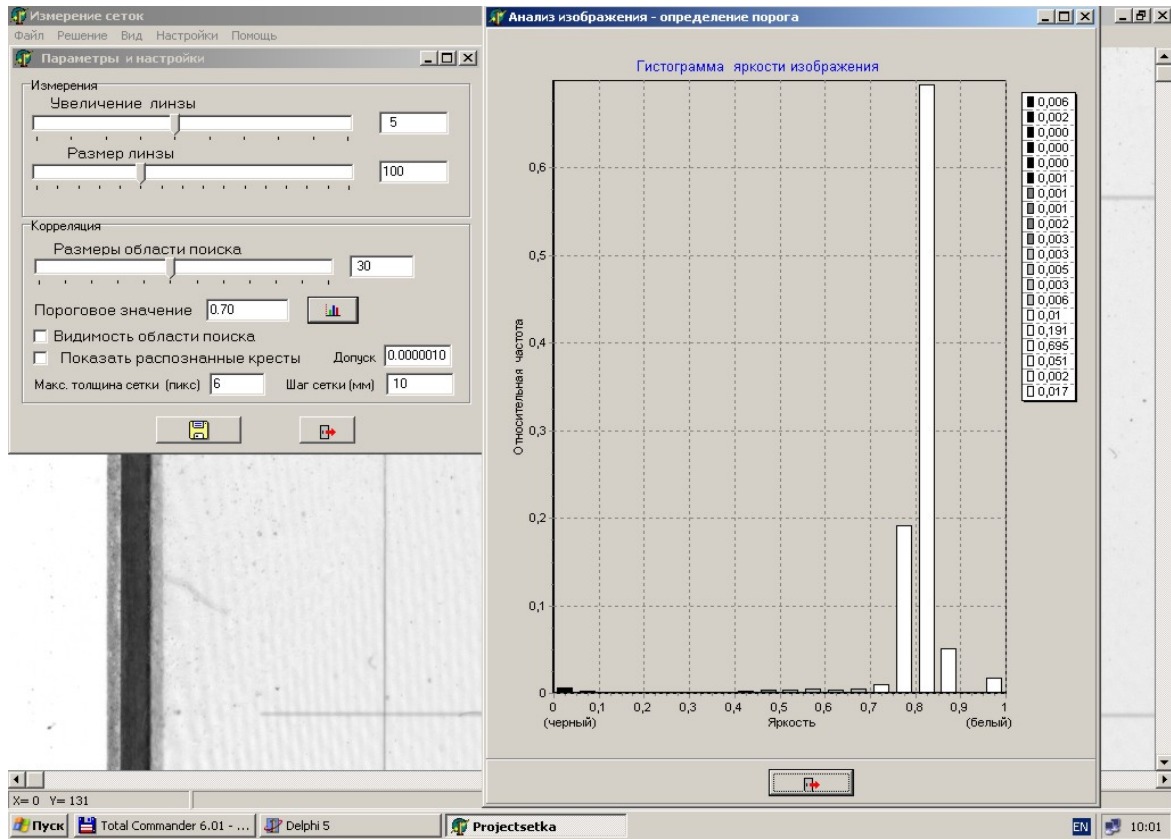 Измерение сеток
Файл Решение Вид Настройки Помощь
Параметры и настройки
Измерения
Увеличение линзы
5
Размер линзы
100
Корреляция
Размеры области поиска
30
Пороговое значение 0.70
Видимость области поиска
Показать распознанные кресты Допуск 0.0000010
Макс. толщина сетки (пикс) 6 Шаг сетки (мм) 10
X= 0 Y= 131
Анализ изображения - определение порога
Гистограмма яркости изображения
Относительная частота
0,6
0,5
0,4
0,3
0,2
0,1
0
0 0,1 0,2 0,3 0,4 0,5 0,6 0,7 0,8 0,9 1
(черный) Яркость (белый)
0,006
0,002
0,000
0,000
0,000
0,001
0,001
0,001
0,002
0,003
0,003
0,005
0,003
0,006
0,01
0,191
0,695
0,051
0,002
0,017
Пуск Total Commander 6.01 - ... Delphi 5 Projectsetka EN 10:01